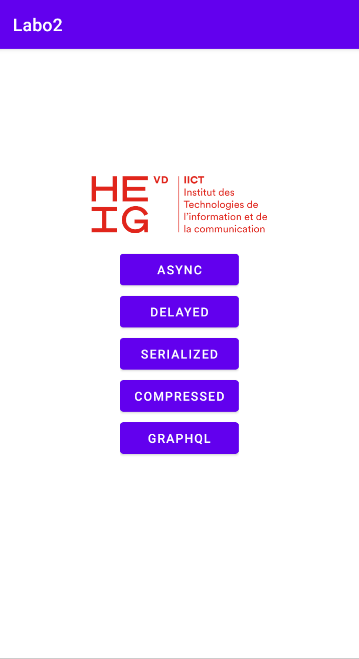 Labo2
HE VD IICT
IG Institut des
Technologies de
l'information et de
la communication
ASYNC
DELAYED
SERIALIZED
COMPRESSED
GRAPHQL